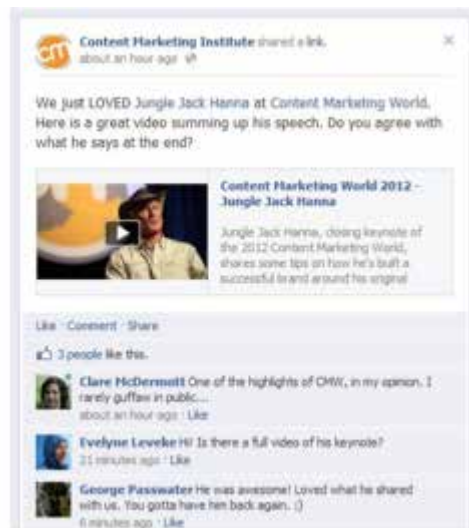 cm
Content Marketing Institute shared a link.
about an hour ago
We just LOVED Jungle Jack Hanna at Content Marketing World.
Here is a great video summing up his speech. Do you agree with
what he says at the end?
Content Marketing World 2012 -
Jungle Jack Hanna
Jungle Jack Hanna, closing keynote of
the 2012 Content Marketing World,
shares some tips on how he's built a
successful brand around his original
Like · Comment · Share
3 people like this.
Clare McDermott One of the highlights of CMW, in my opinion. I
rarely guffaw in public...
about an hour ago · Like
Evelyne Leveke Hi! Is there a full video of his keynote?
21 minutes ago · Like
George Passwater He was awesome! Loved what he shared
with us. You gotta have him back again. :)
6 minutes ago · Like